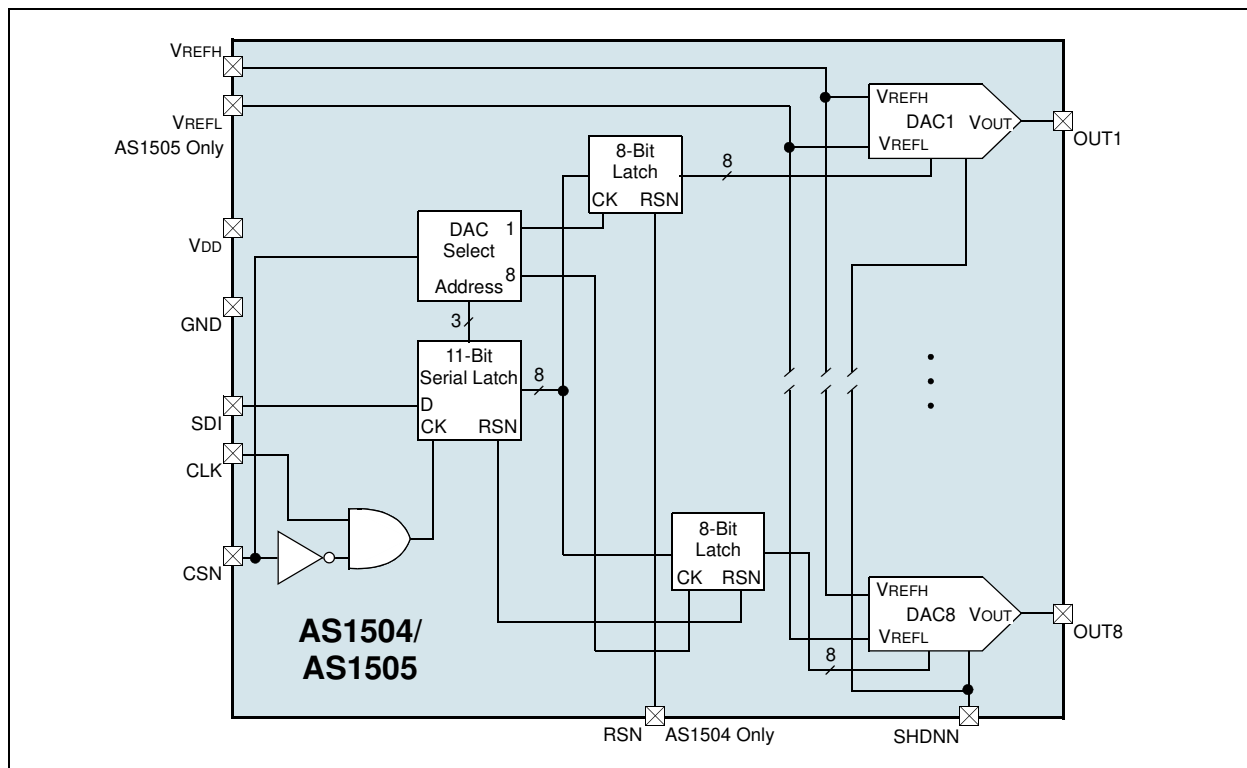 VREFH
VREFL
AS1505 Only
VDD
GND
SDI
CLK
CSN
DAC
Select
1
8
Address
3
11-Bit
Serial Latch
8
D
CK RSN
8-Bit
Latch
CK RSN
8
VREFH
DAC1 VOUT
VREFL
OUT1
8-Bit
Latch
CK RSN
8
VREFH
DAC8 VOUT
VREFL
OUT8
AS1504/
AS1505
RSN AS1504 Only
SHDNN